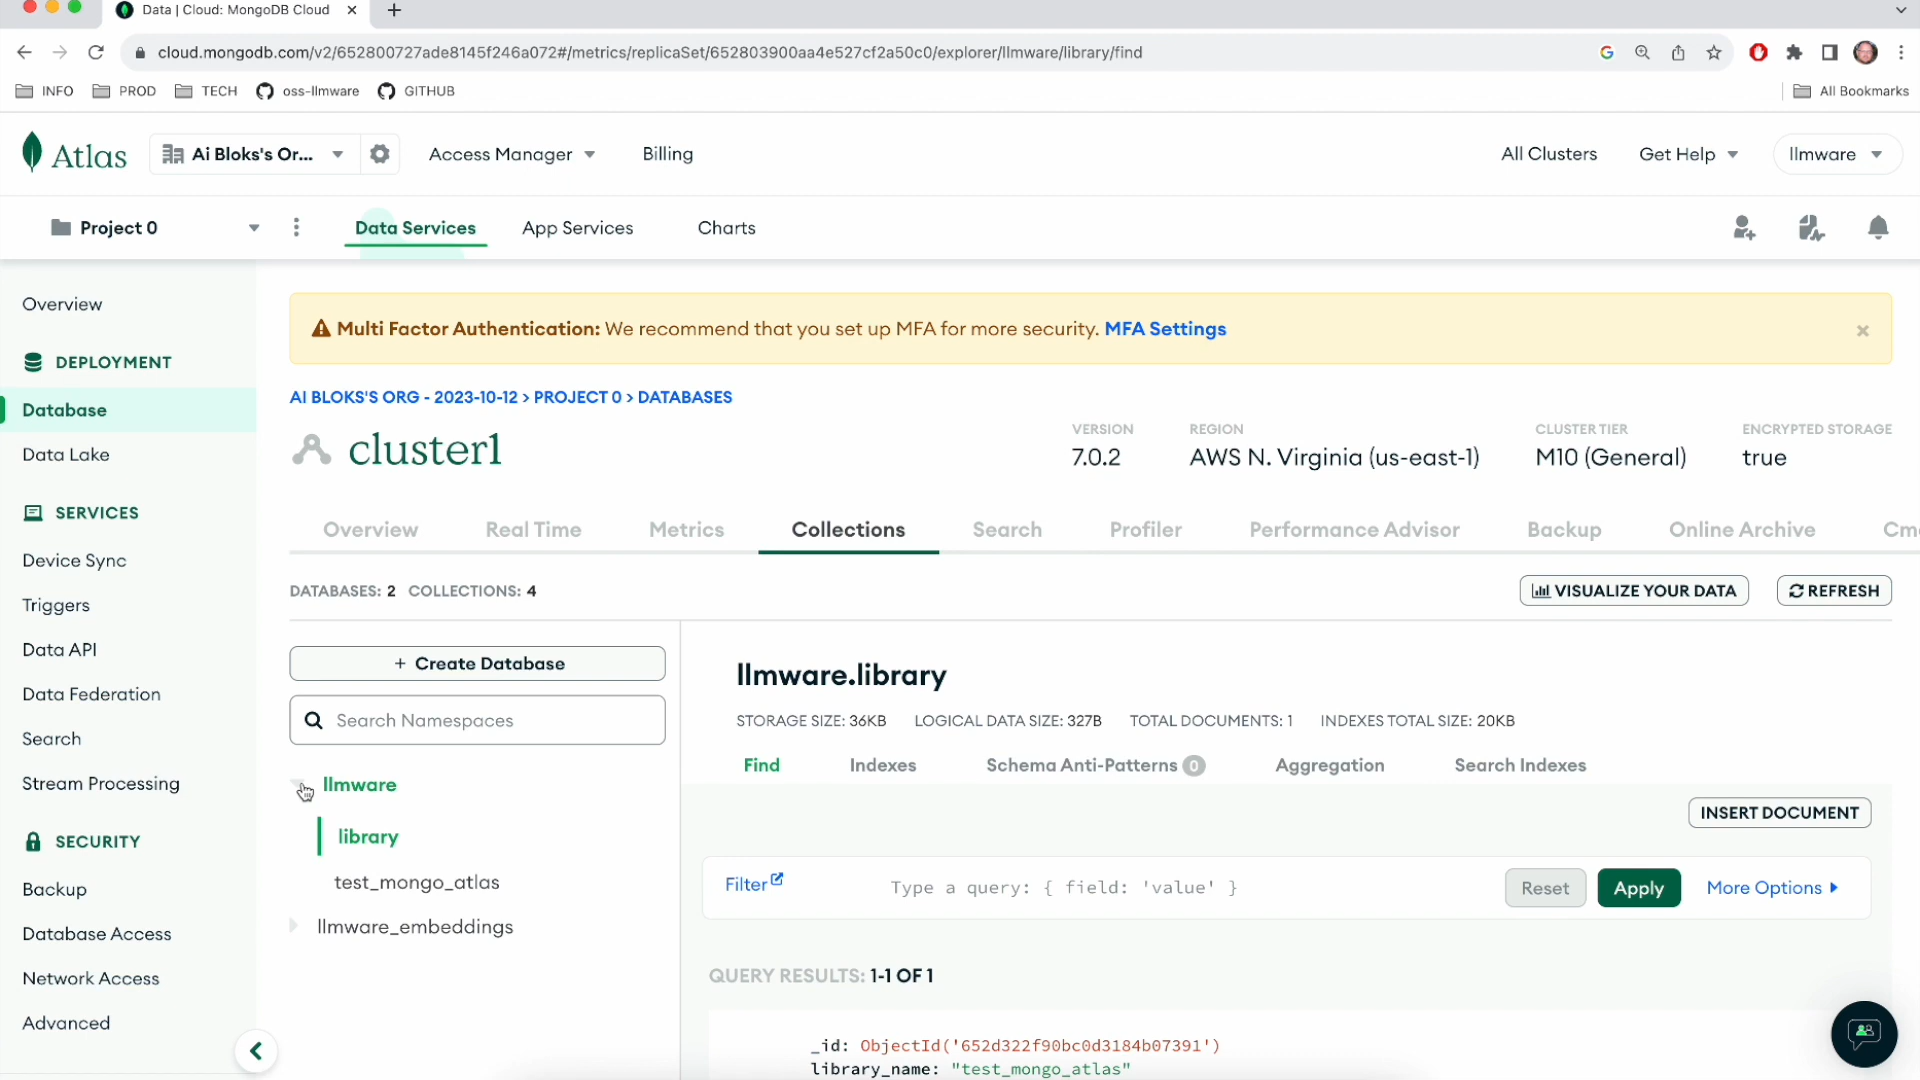 Data | Cloud: MongoDB Cloud
cloud.mongodb.com/v2/652800727ade8145f246a072#/metrics/replicaSet/652803900aa4e527cf2a50c0/explorer/llmware/library/find
INFO PROD TECH oss-llmware GITHUB All Bookmarks
Atlas Ai Bloks's Or... Access Manager Billing All Clusters Get Help llmware
Project 0 Data Services App Services Charts
Overview
DEPLOYMENT
Database
Data Lake
SERVICES
Device Sync
Triggers
Data API
Data Federation
Search
Stream Processing
SECURITY
Backup
Database Access
Network Access
Advanced
Multi Factor Authentication: We recommend that you set up MFA for more security. MFA Settings
AI BLOKS'S ORG - 2023-10-12 > PROJECT 0 > DATABASES
cluster1
VERSION
7.0.2
REGION
AWS N. Virginia (us-east-1)
CLUSTER TIER
M10 (General)
ENCRYPTED STORAGE
true
Overview Real Time Metrics Collections Search Profiler Performance Advisor Backup Online Archive Cm
DATABASES: 2 COLLECTIONS: 4
VISUALIZE YOUR DATA REFRESH
+ Create Database
Search Namespaces
llmware
library
test_mongo_atlas
llmware_embeddings
llmware.library
STORAGE SIZE: 36KB LOGICAL DATA SIZE: 327B TOTAL DOCUMENTS: 1 INDEXES TOTAL SIZE: 20KB
Find Indexes Schema Anti-Patterns 0 Aggregation Search Indexes
INSERT DOCUMENT
Filter Type a query: { field: 'value' } Reset Apply More Options
QUERY RESULTS: 1-1 OF 1
_id: ObjectId('652d322f90bc0d3184b07391')
library_name: "test_mongo_atlas"